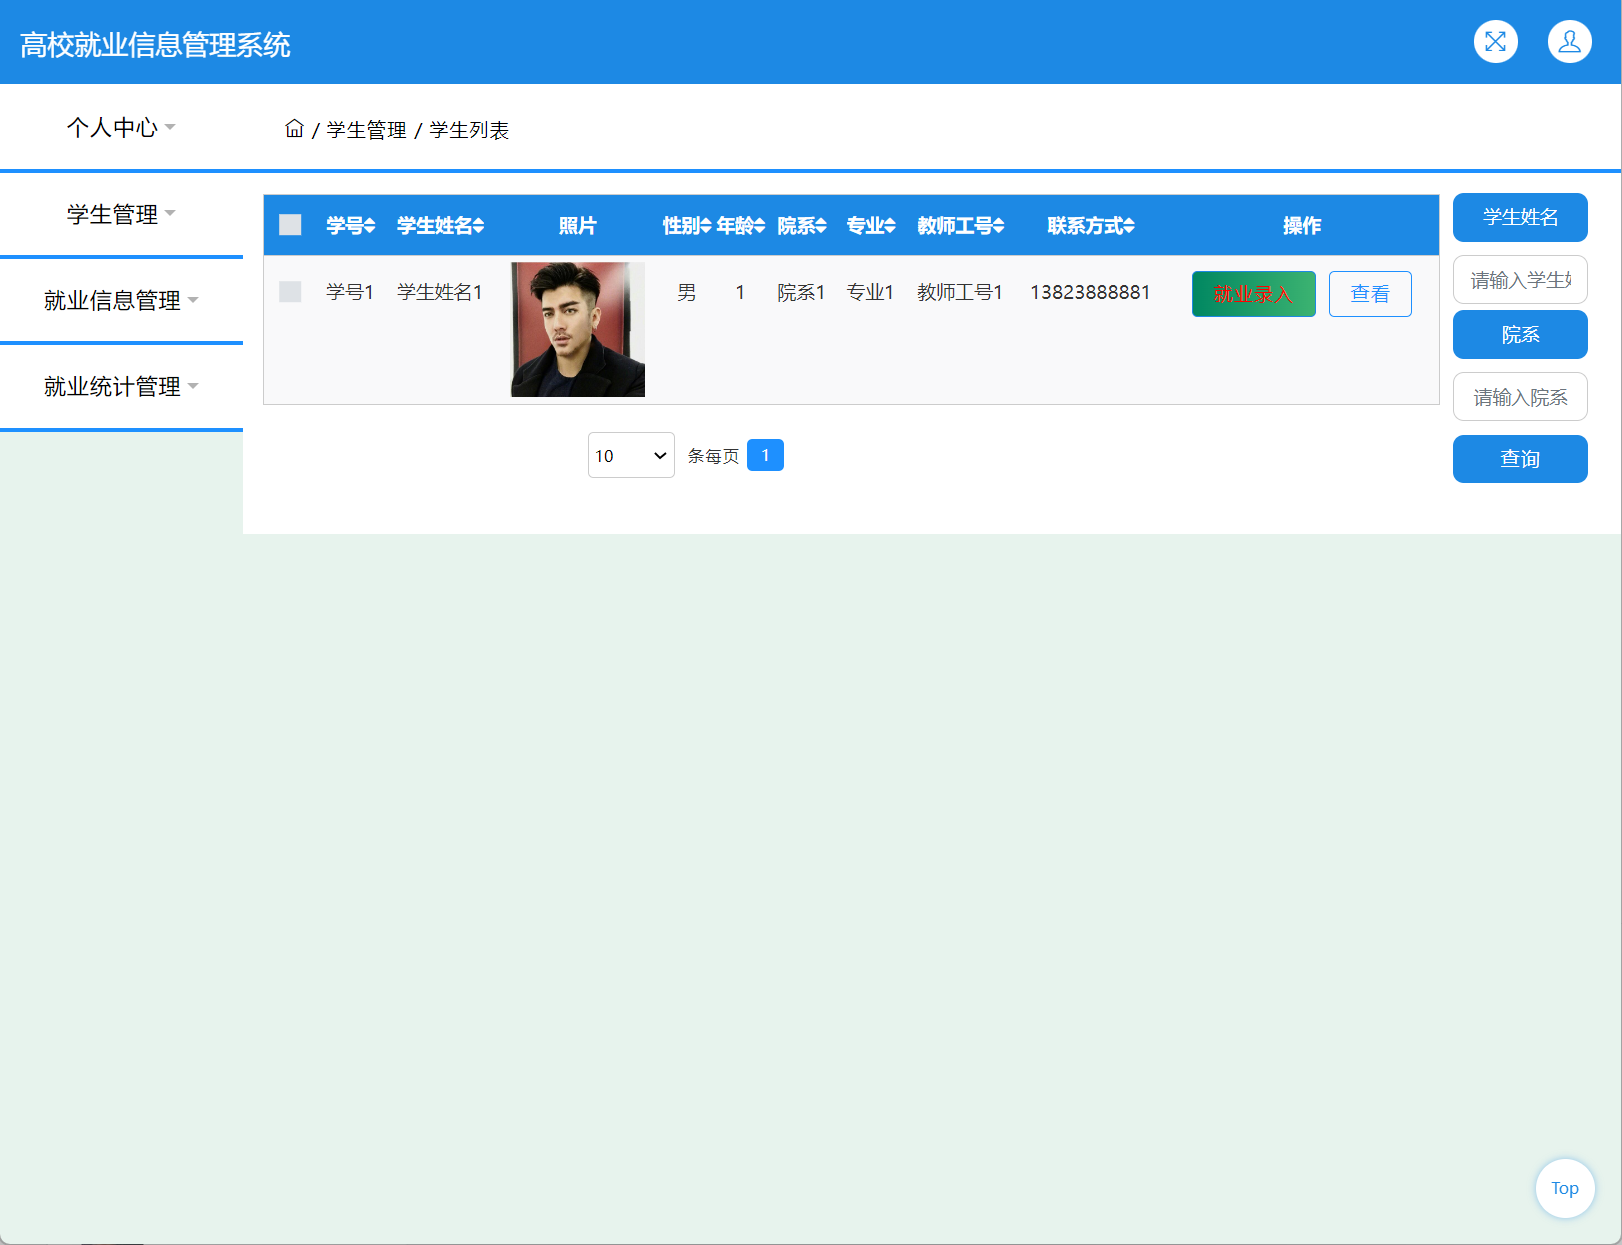 高校就业信息管理系统
个人中心
/ 学生管理 / 学生列表
学生管理
就业信息管理
就业统计管理
学号 学生姓名 照片 性别 年龄 院系 专业 教师工号 联系方式 操作
学号1 学生姓名1 男 1 院系1 专业1 教师工号1 13823888881 就业录入 查看
10 条每页 1
学生姓名
请输入学生
院系
请输入院系
查询
Top